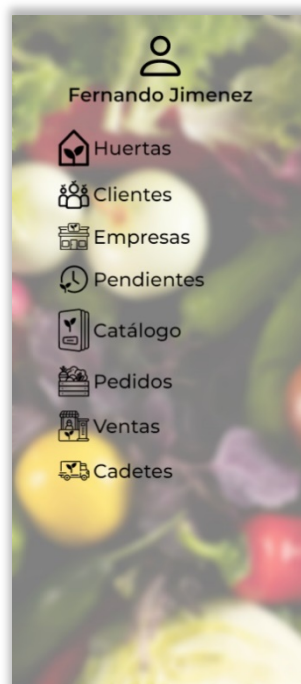 Fernando Jimenez
Huertas
Clientes
Empresas
Pendientes
Catálogo
Pedidos
Ventas
Cadetes